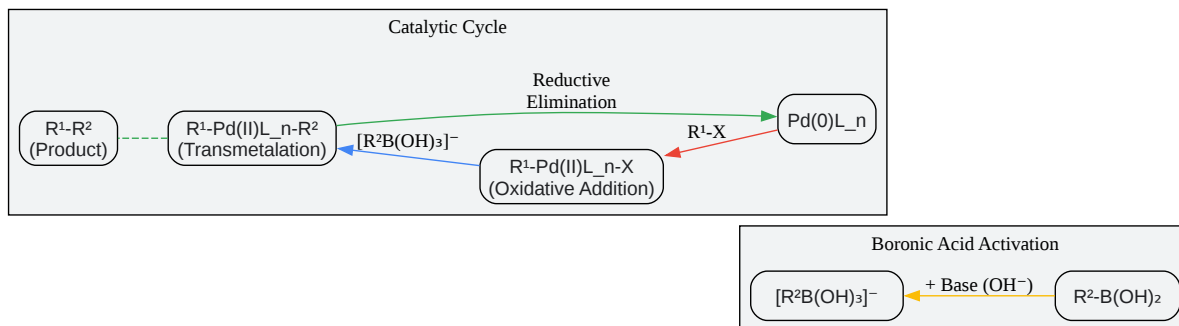 Catalytic Cycle
Reductive
Elimination
R¹-R²
(Product)
R¹-Pd(II)L_n-R²
(Transmetalation)
[R²B(OH)₃]⁻
R¹-Pd(II)L_n-X
(Oxidative Addition)
R¹-X
Pd(0)L_n
Boronic Acid Activation
[R²B(OH)₃]⁻
+ Base (OH⁻)
R²-B(OH)₂